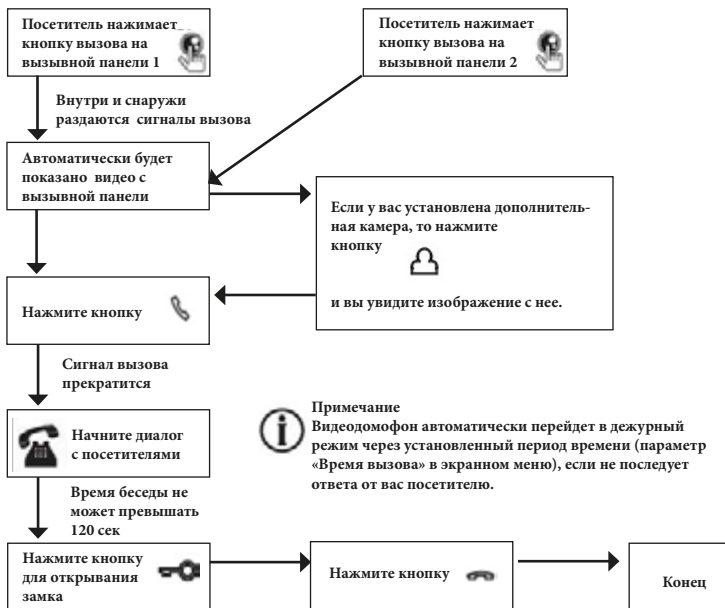 Посетитель нажимает
кнопку вызова на
вызывной панели 1
Посетитель нажимает
кнопку вызова на
вызывной панели 2
Внутри и снаружи
раздаются сигналы вызова
Автоматически будет
показано видео с
вызывной панели
Если у вас установлена дополнитель-
ная камера, то нажмите
кнопку
и вы увидите изображение с нее.
Нажмите кнопку
Сигнал вызова
прекратится
Начните диалог
с посетителями
Примечание
Видеодомофон автоматически перейдет в дежурный
режим через установленный период времени (параметр
«Время вызова» в экранном меню), если не последует
ответа от вас посетителю.
Время беседы не
может превышать
120 сек
Нажмите кнопку
для открывания
замка
Нажмите кнопку
Конец